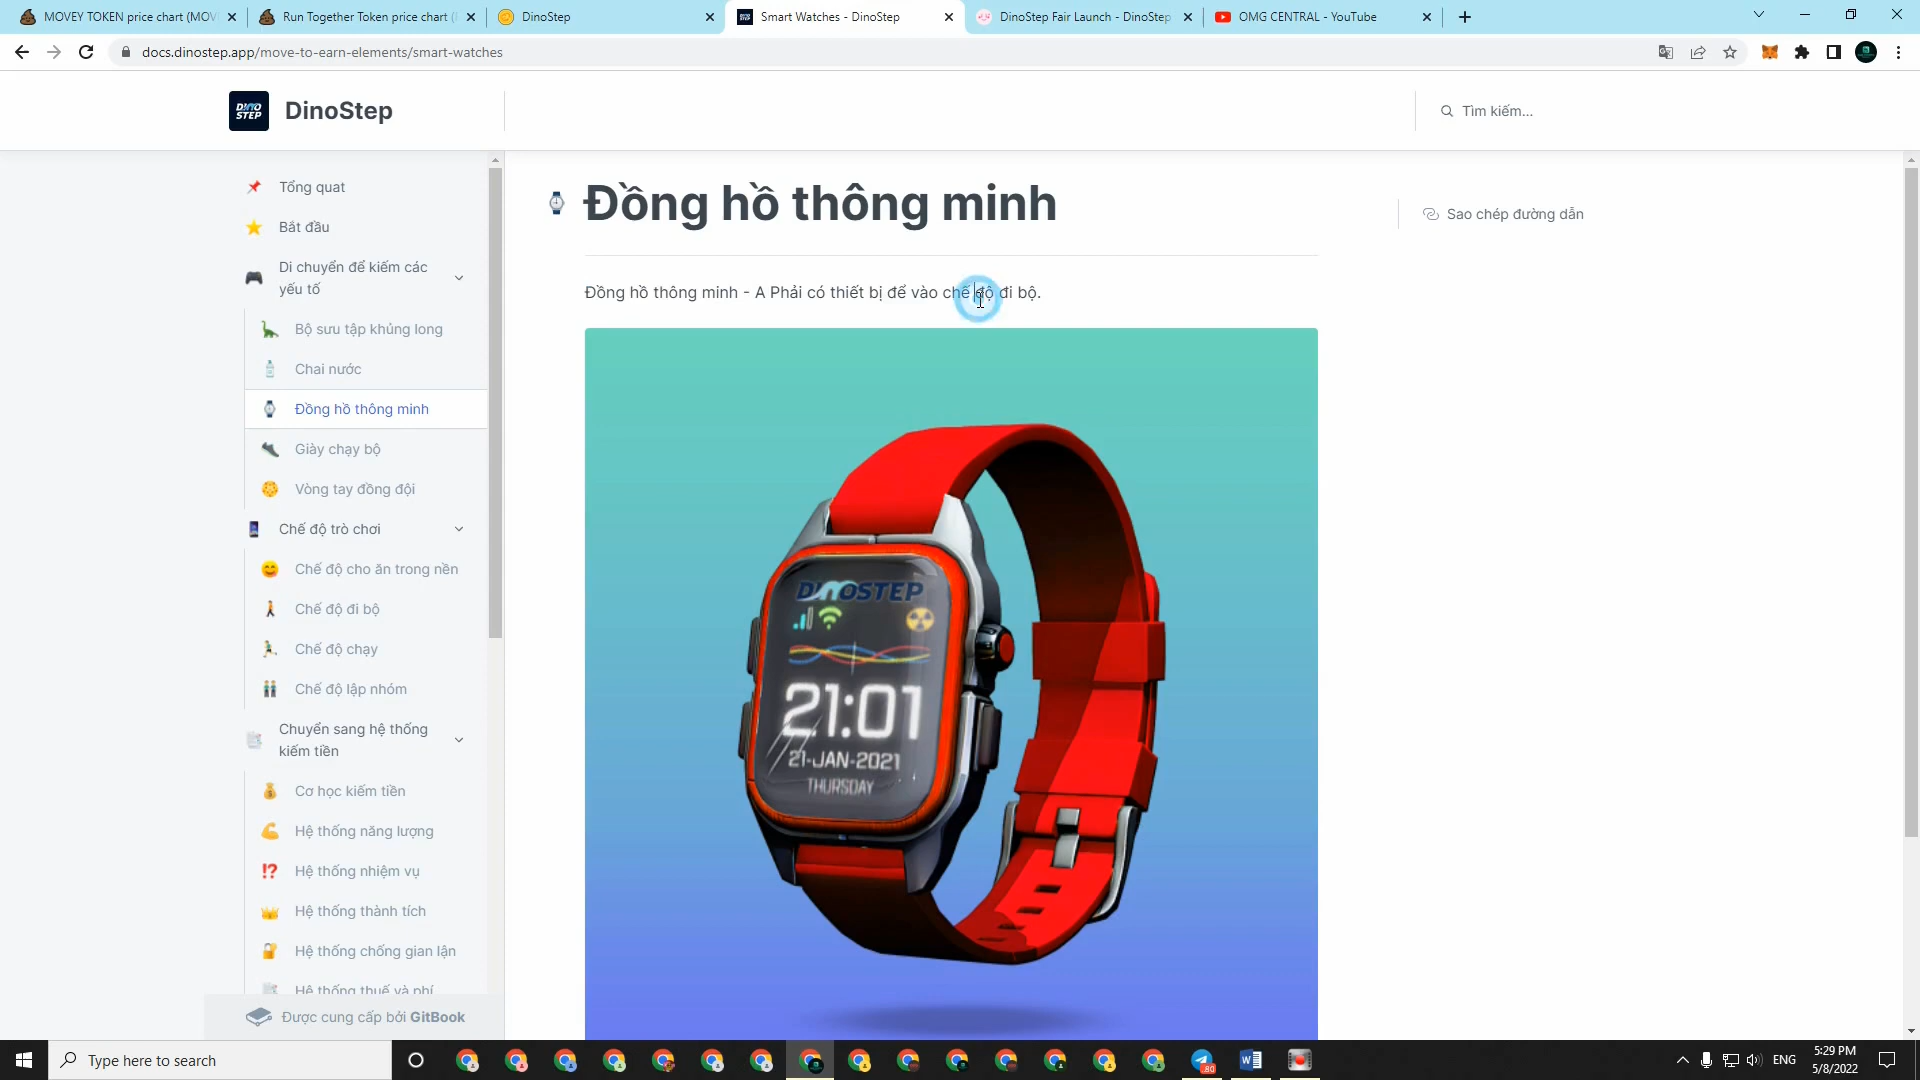 MOVEY TOKEN price chart (MOV
Run Together Token price chart (
DinoStep
Smart Watches - DinoStep
DinoStep Fair Launch - DinoStep
OMG CENTRAL - YouTube
docs.dinostep.app/move-to-earn-elements/smart-watches
DINO STEP
DinoStep
Tìm kiếm...
Tổng quat
Bắt đầu
Di chuyển để kiếm các
yếu tố
Bộ sưu tập khủng long
Chai nước
Đồng hồ thông minh
Giày chạy bộ
Vòng tay đồng đội
Chế độ trò chơi
Chế độ cho ăn trong nền
Chế độ đi bộ
Chế độ chạy
Chế độ lập nhóm
Chuyển sang hệ thống
kiếm tiền
Cơ học kiếm tiền
Hệ thống năng lượng
Hệ thống nhiệm vụ
Hệ thống thành tích
Hệ thống chống gian lận
Hệ thống thuế và phí
Được cung cấp bởi GitBook
Đồng hồ thông minh
Sao chép đường dẫn
Đồng hồ thông minh - A Phải có thiết bị để vào chế độ đi bộ.
DINOSTEP
21:01
21-JAN-2021
THURSDAY
Type here to search
80
ENG
5:29 PM
5/8/2022